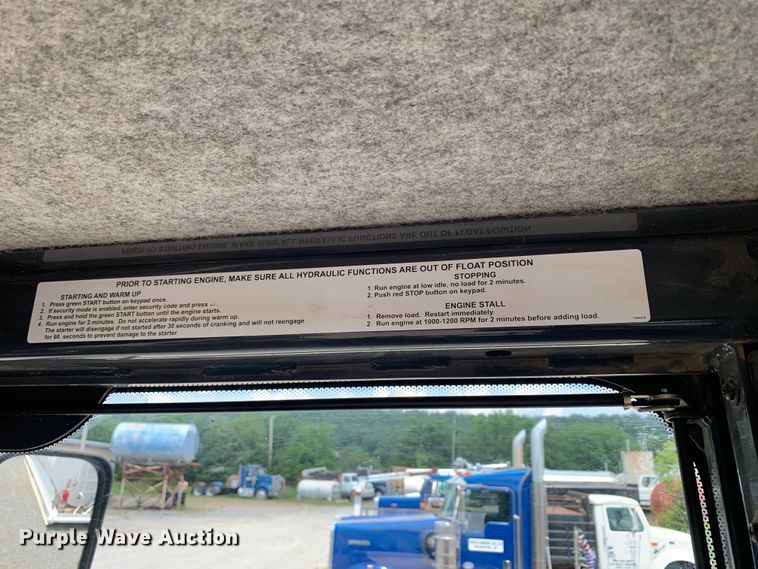 PRIOR TO STARTING ENGINE, MAKE SURE ALL HYDRAULIC FUNCTIONS ARE OUT OF FLOAT POSITION
STARTING AND WARM UP
1. Press green START button on keypad once.
2. If security mode is enabled, enter security code and press ↵.
3. Press and hold the green START button until the engine starts.
4. Run engine for 2 minutes. Do not accelerate rapidly during warm up.
The starter will disengage if not started after 30 seconds of cranking and will not reengage
for 60 seconds to prevent damage to the starter.
STOPPING
1. Run engine at low idle, no load for 2 minutes.
2. Push red STOP button on keypad.
ENGINE STALL
1. Remove load. Restart immediately.
2. Run engine at 1000-1200 RPM for 2 minutes before adding load.
Purple Wave Auction